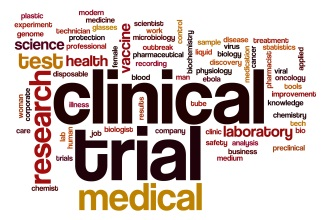 plastic
modern
experiment
medicine
scientist
genome
technician
glasses
work
sample
disease
treatment
science
protection
professional
female
vaccine
microbiology
outbreak
pharmaceutical
recording
biochemistry
liquid
virus
biology
discovery
medication
cancer
pharmacist
statistics
analyst
applied
test
health
disposable
blood
man
physiology
ebola
viral
oncology
tools
improvement
research
woman
corporate
clinical
illness
results
tube
knowledge
chemistry
care
lab
human
job
biologist
company
clinic
laboratory
tech
bio
trials
trial
safety
analysis
business
medium
preclinical
chemist
medical